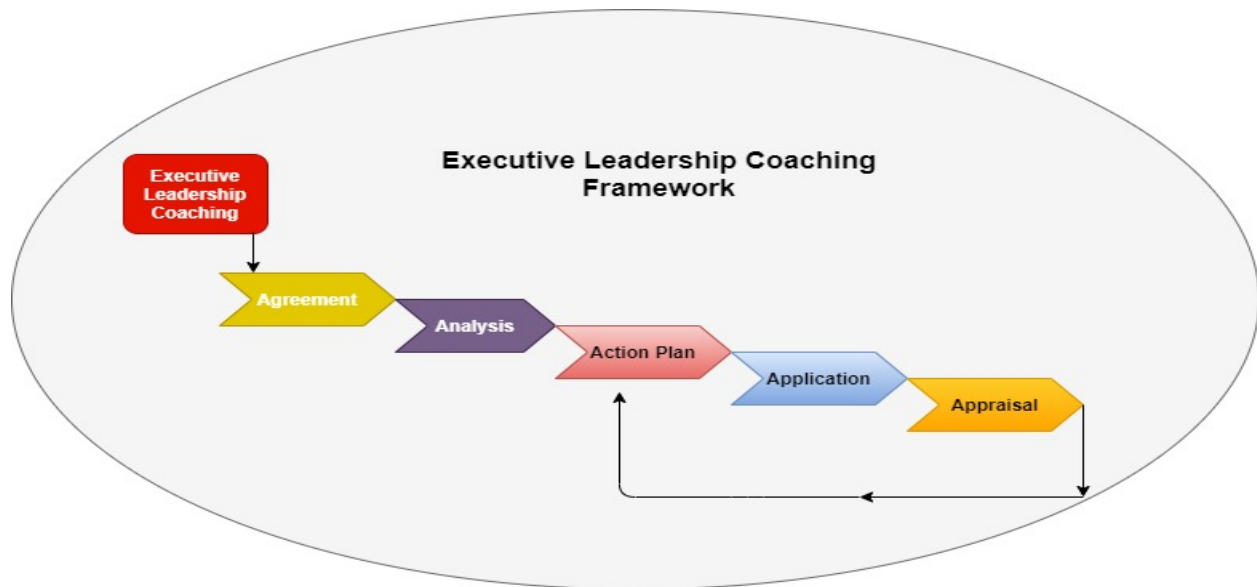 Executive Leadership Coaching
Framework
Executive
Leadership
Coaching
Agreement
Analysis
Action Plan
Application
Appraisal